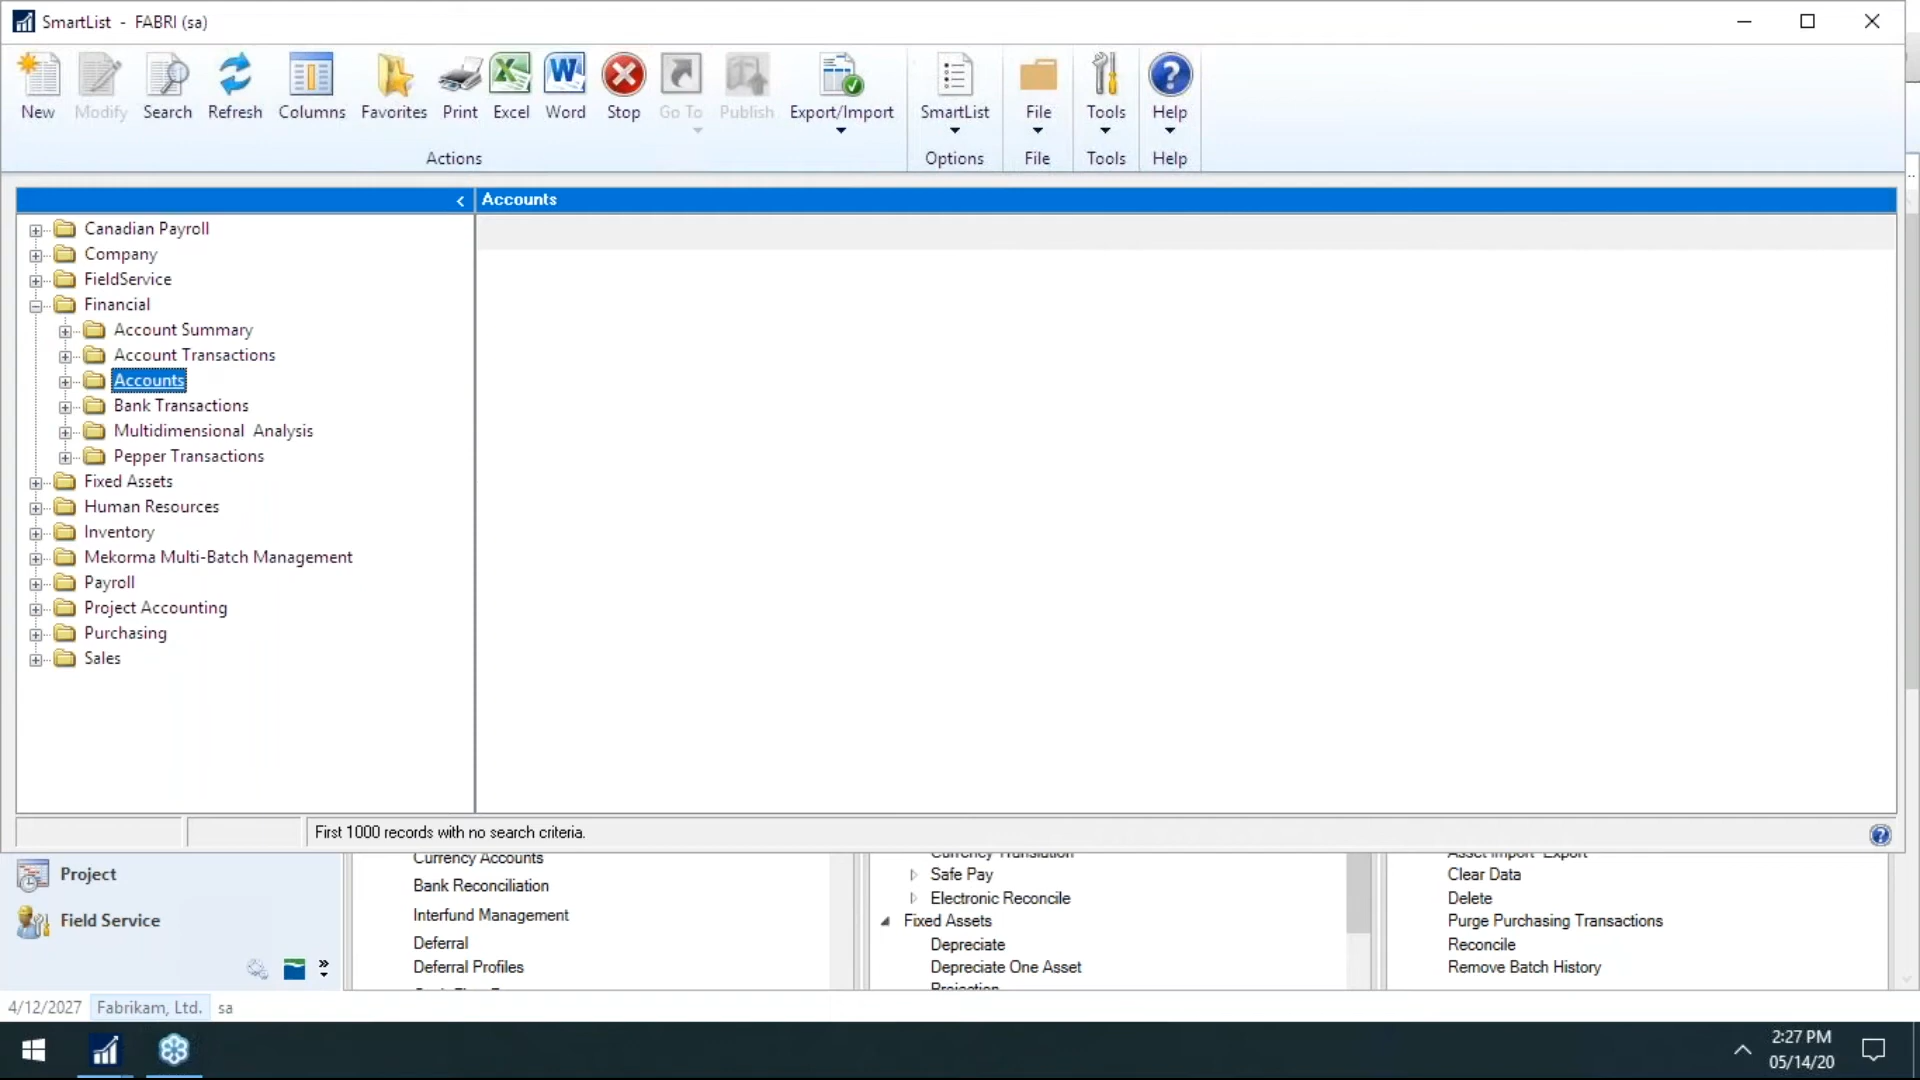 SmartList - FABRI (sa)
New Modify Search Refresh Columns Favorites Print Excel Word Stop Go To Publish Export/Import SmartList File Tools Help
Actions Options File Tools Help
Accounts
Canadian Payroll
Company
FieldService
Financial
Account Summary
Account Transactions
Accounts
Bank Transactions
Multidimensional Analysis
Pepper Transactions
Fixed Assets
Human Resources
Inventory
Mekorma Multi-Batch Management
Payroll
Project Accounting
Purchasing
Sales
First 1000 records with no search criteria.
Project
Field Service
Currency Accounts
Bank Reconciliation
Interfund Management
Deferral
Deferral Profiles
Currency Translation
Safe Pay
Electronic Reconcile
Fixed Assets
Depreciate
Depreciate One Asset
Projection
Clear Data
Delete
Purge Purchasing Transactions
Reconcile
Remove Batch History
4/12/2027 Fabrikam, Ltd. sa
2:27 PM
05/14/20